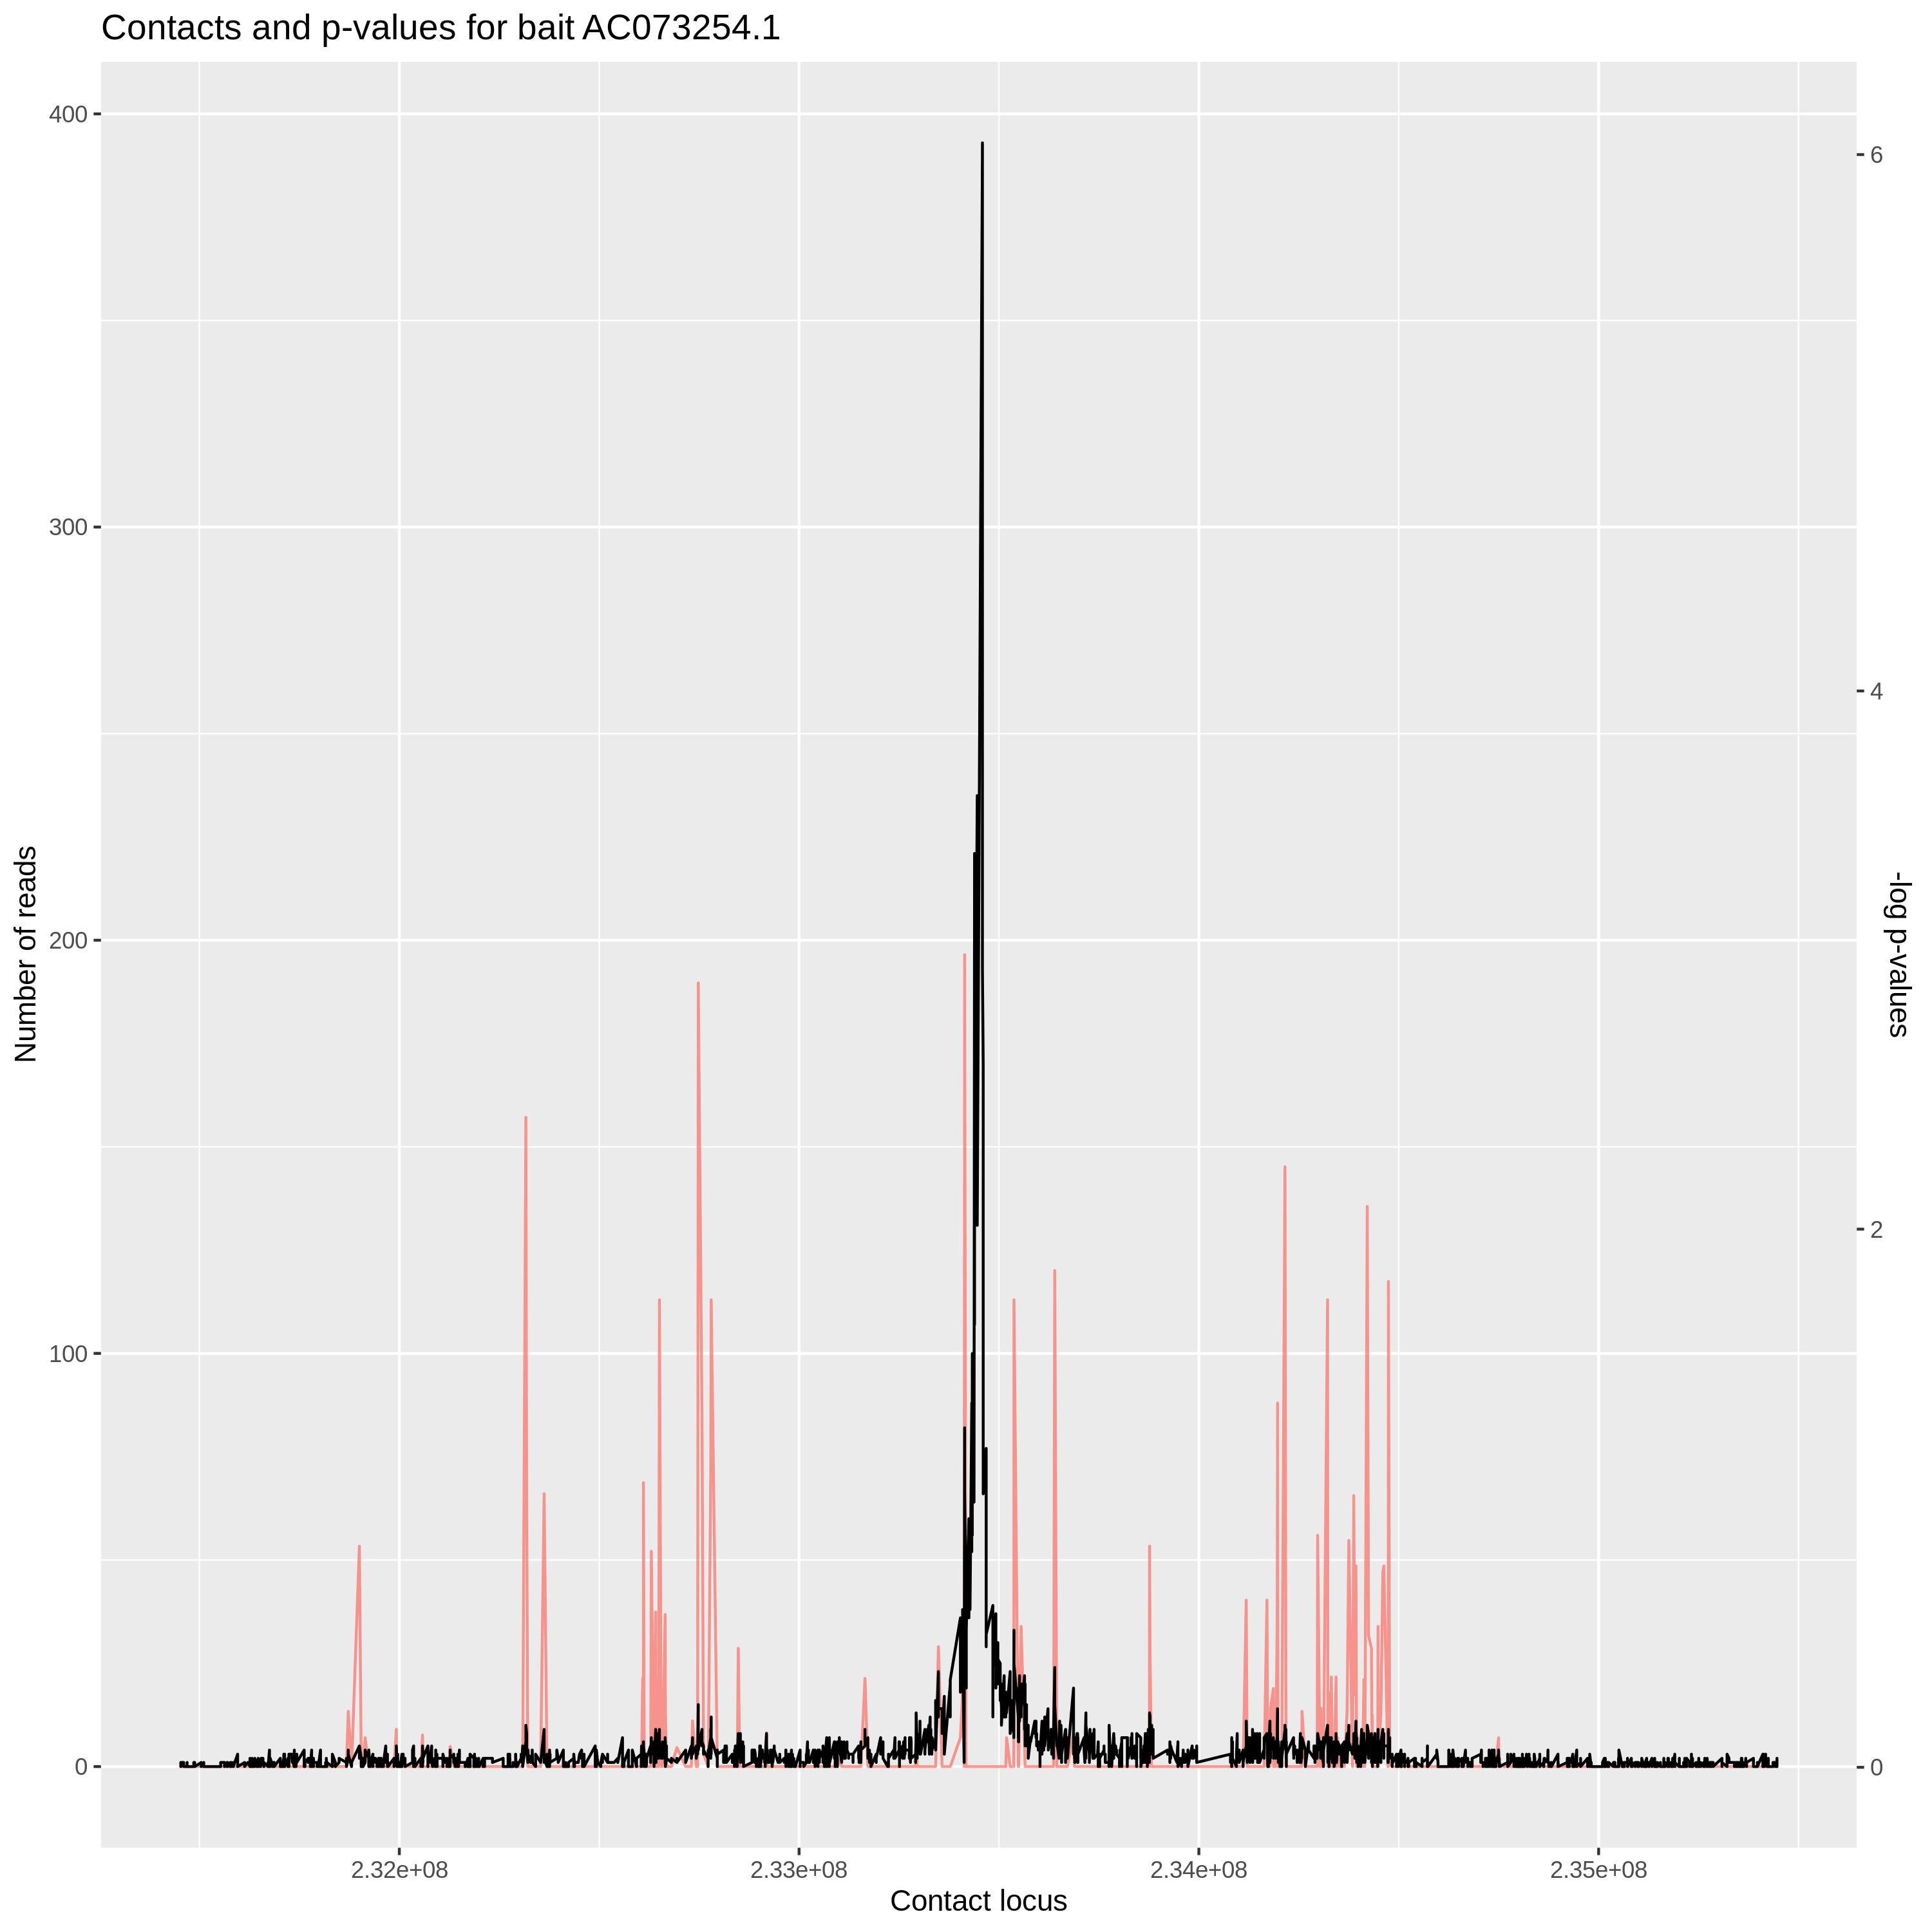 Contacts and p-values for bait AC073254.1
400
300
200
100
0
Number of reads
6
4
2
0
-log p-values
2.32e+08
2.33e+08
2.34e+08
2.35e+08
Contact locus